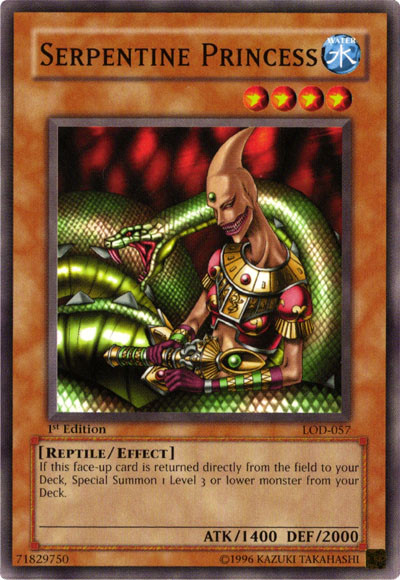 Serpentine Princess
WATER
水
1st Edition
LOD-057
[Reptile/Effect]
If this face-up card is returned directly from the field to your
Deck, Special Summon 1 Level 3 or lower monster from your
Deck.
ATK/1400 DEF/2000
71829750
©1996 KAZUKI TAKAHASHI